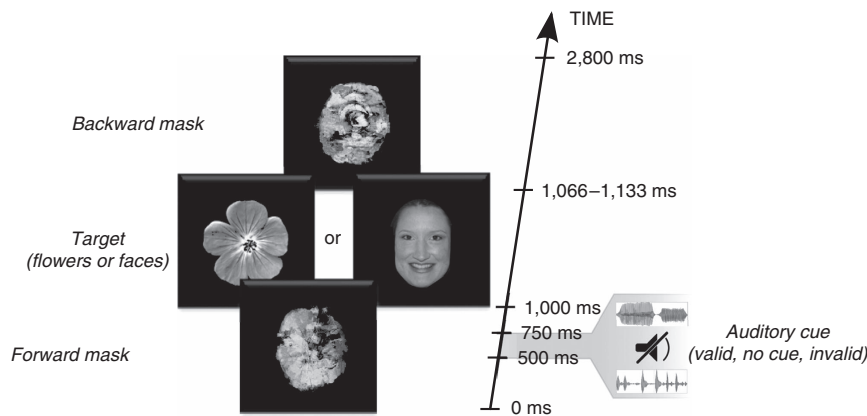 TIME
2,800 ms
Backward mask
1,066–1,133 ms
Target
(flowers or faces)
or
1,000 ms
750 ms
500 ms
Auditory cue
(valid, no cue, invalid)
Forward mask
0 ms